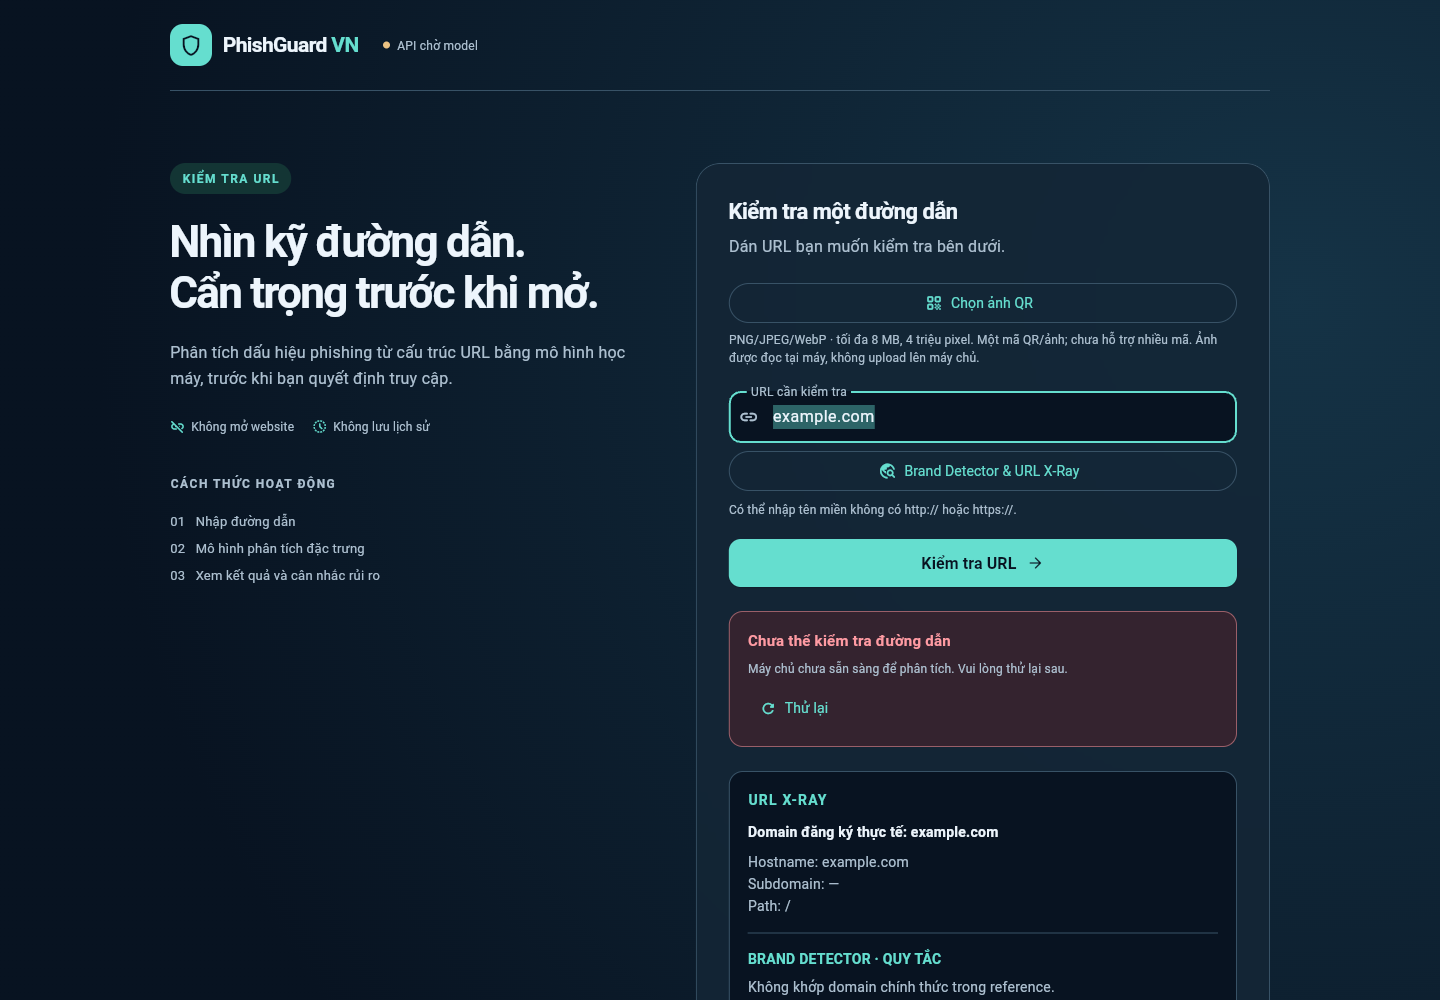 PhishGuard VN
API chờ model
KIỂM TRA URL
Nhìn kỹ đường dẫn.
Cẩn trọng trước khi mở.
Phân tích dấu hiệu phishing từ cấu trúc URL bằng mô hình học
máy, trước khi bạn quyết định truy cập.
Không mở website
Không lưu lịch sử
CÁCH THỨC HOẠT ĐỘNG
01 Nhập đường dẫn
02 Mô hình phân tích đặc trưng
03 Xem kết quả và cân nhắc rủi ro
Kiểm tra một đường dẫn
Dán URL bạn muốn kiểm tra bên dưới.
Chọn ảnh QR
PNG/JPEG/WebP · tối đa 8 MB, 4 triệu pixel. Một mã QR/ảnh; chưa hỗ trợ nhiều mã. Ảnh
được đọc tại máy, không upload lên máy chủ.
URL cần kiểm tra
example.com
Brand Detector & URL X-Ray
Có thể nhập tên miền không có http:// hoặc https://.
Kiểm tra URL
Chưa thể kiểm tra đường dẫn
Máy chủ chưa sẵn sàng để phân tích. Vui lòng thử lại sau.
Thử lại
URL X-RAY
Domain đăng ký thực tế: example.com
Hostname: example.com
Subdomain: —
Path: /
BRAND DETECTOR · QUY TẮC
Không khớp domain chính thức trong reference.